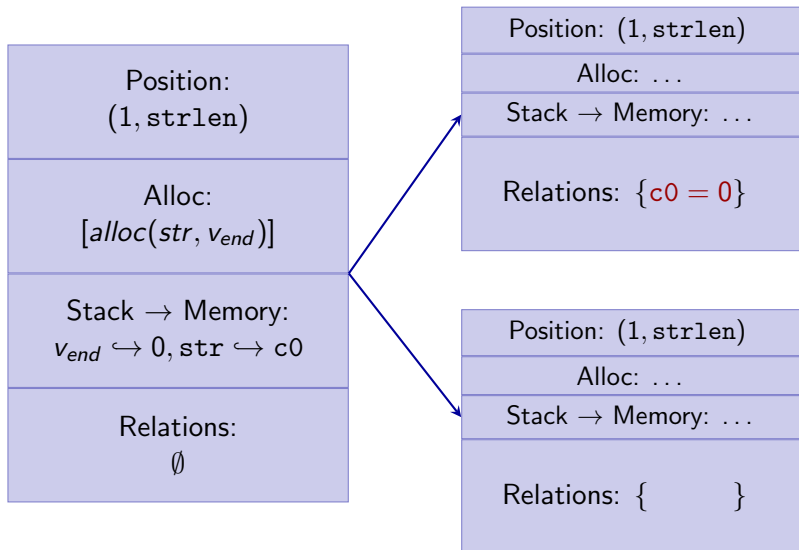 Position:
(1, strlen)
Alloc:
[alloc(str, v_end)]
Stack → Memory:
v_end ↪ 0, str ↪ c0
Relations:
∅
Position: (1, strlen)
Alloc: ...
Stack → Memory: ...
Relations: {c0 = 0}
Position: (1, strlen)
Alloc: ...
Stack → Memory: ...
Relations: { }